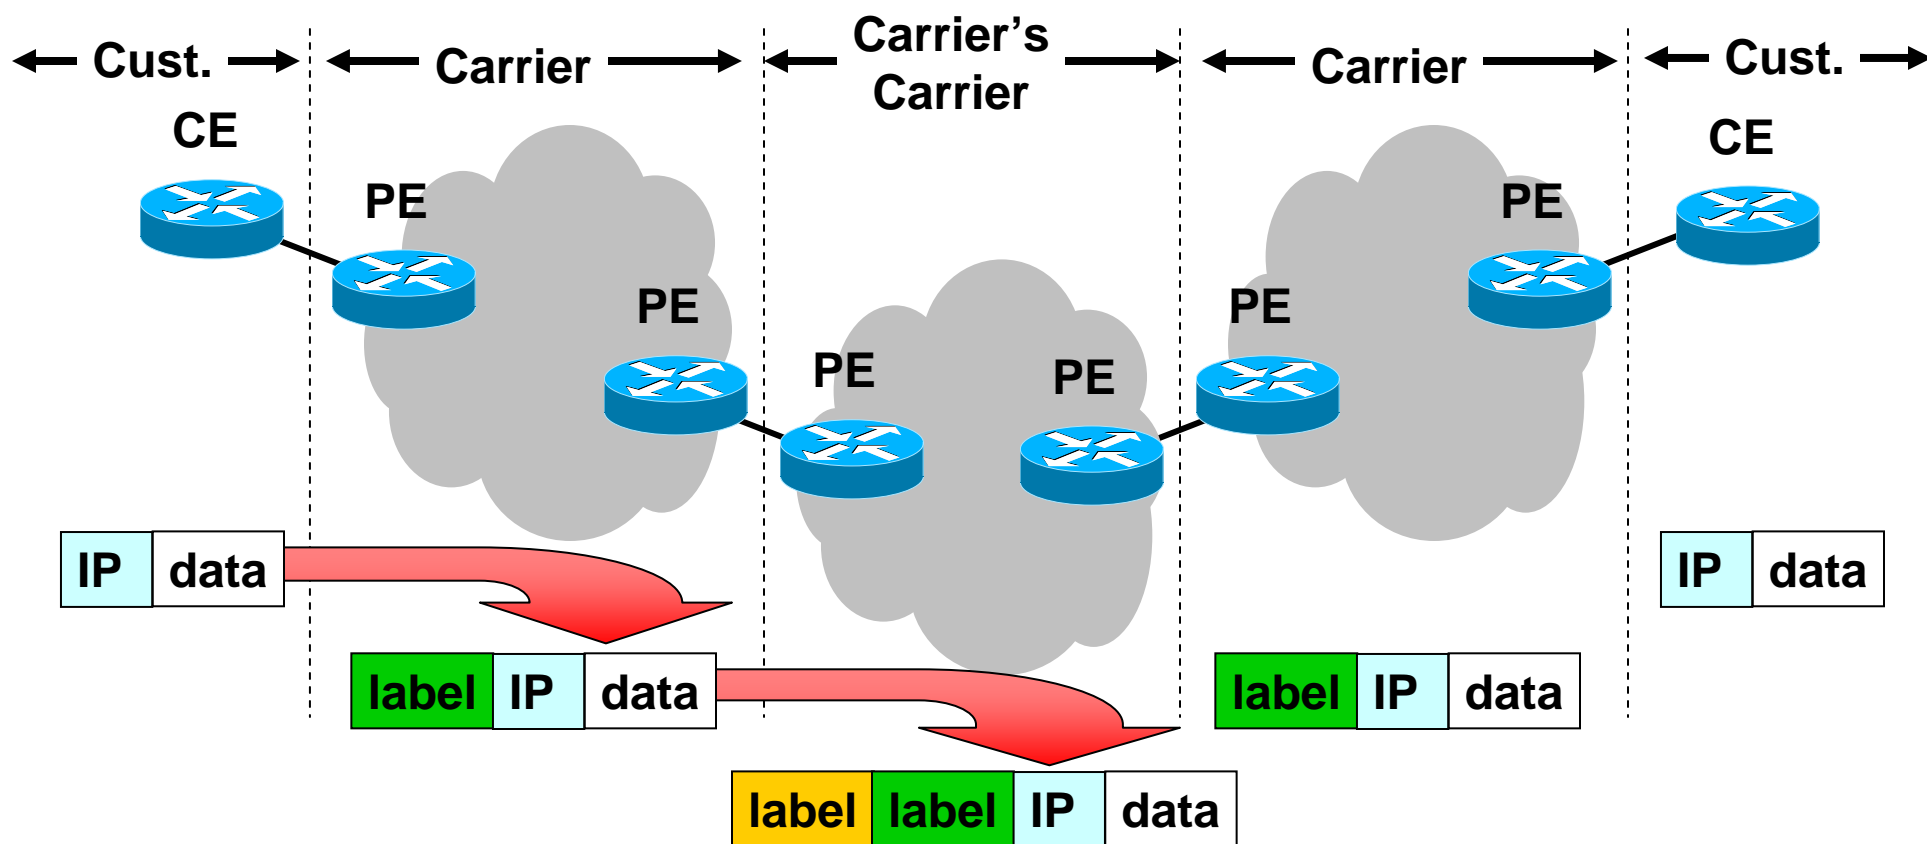 Cust.
Carrier
Carrier’s
Carrier
Carrier
Cust.
CE
PE
PE
PE
PE
PE
PE
CE
IP data
label IP data
label label IP data
label IP data
IP data